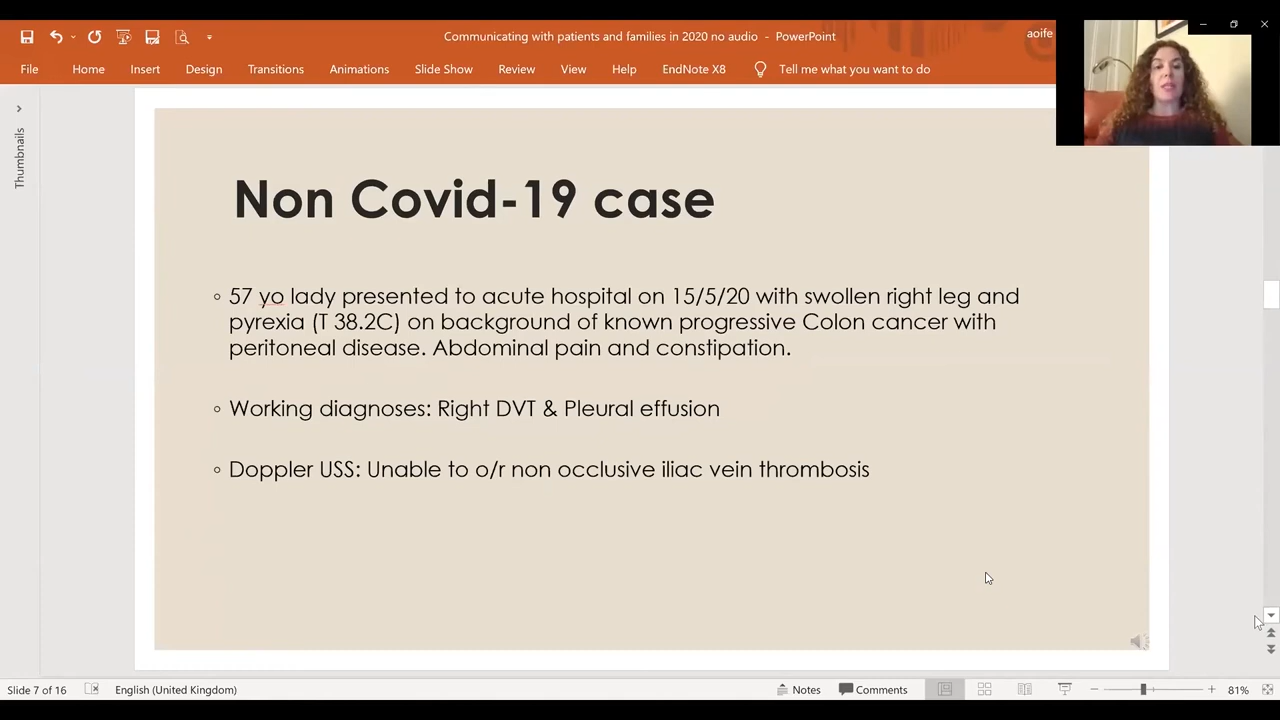 Communicating with patients and families in 2020 no audio - PowerPoint
aoife
File Home Insert Design Transitions Animations Slide Show Review View Help EndNote X8 Tell me what you want to do
Thumbnails
Non Covid-19 case
57 yo lady presented to acute hospital on 15/5/20 with swollen right leg and
pyrexia (T 38.2C) on background of known progressive Colon cancer with
peritoneal disease. Abdominal pain and constipation.
Working diagnoses: Right DVT & Pleural effusion
Doppler USS: Unable to o/r non occlusive iliac vein thrombosis
Slide 7 of 16 English (United Kingdom) Notes Comments 81%